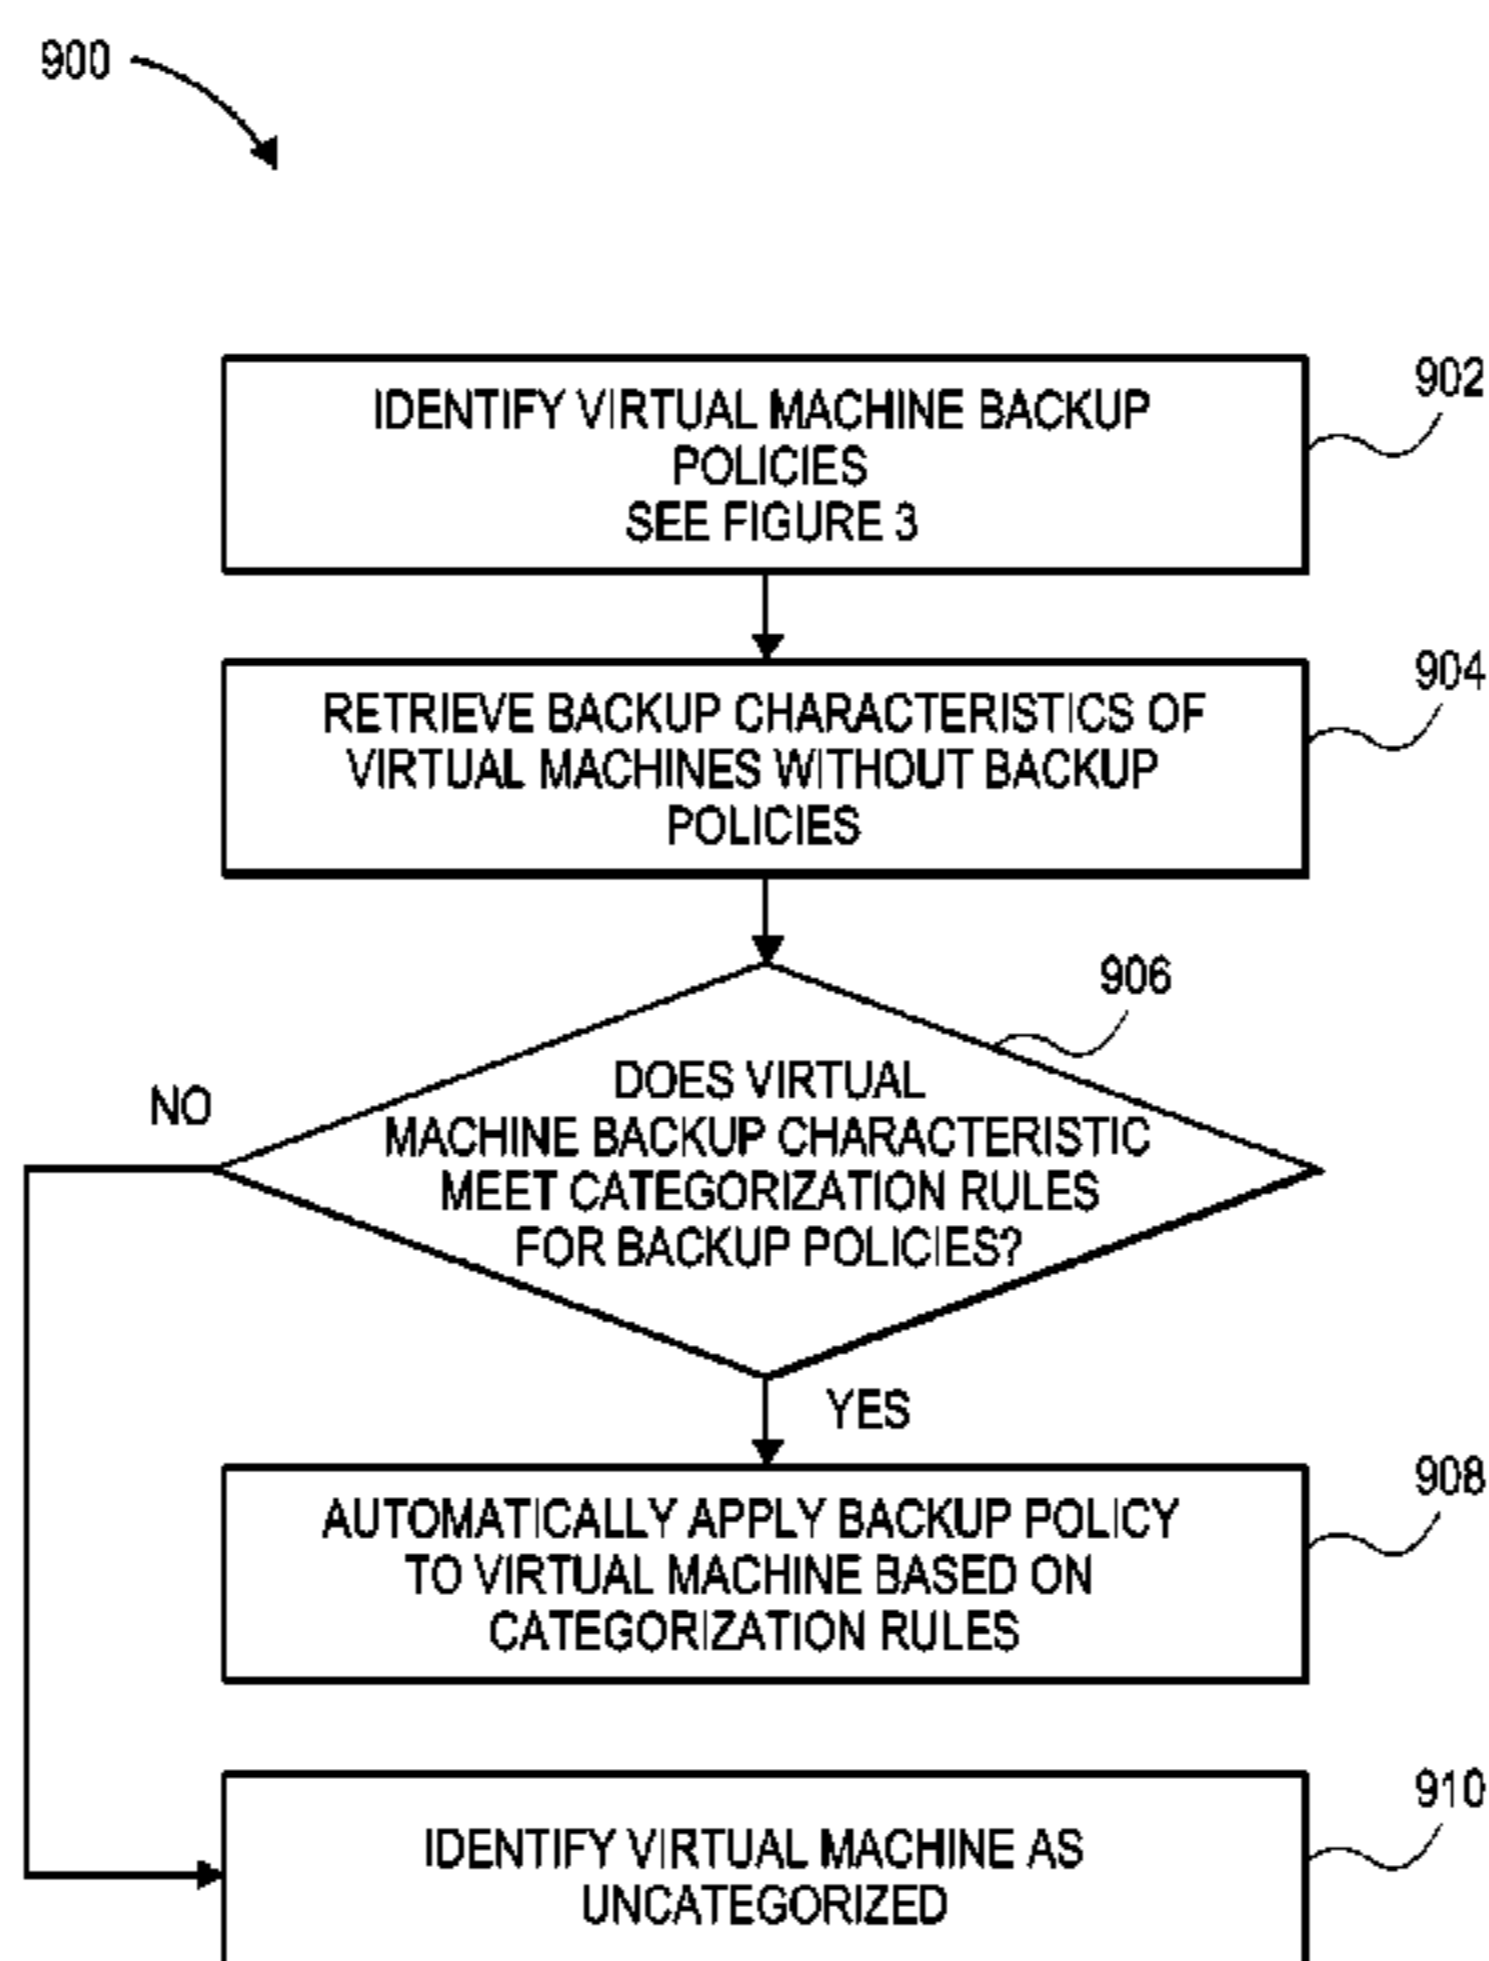 900
IDENTIFY VIRTUAL MACHINE BACKUP
POLICIES
SEE FIGURE 3
902
RETRIEVE BACKUP CHARACTERISTICS OF
VIRTUAL MACHINES WITHOUT BACKUP
POLICIES
904
906
DOES VIRTUAL
MACHINE BACKUP CHARACTERISTIC
MEET CATEGORIZATION RULES
FOR BACKUP POLICIES?
NO
YES
AUTOMATICALLY APPLY BACKUP POLICY
TO VIRTUAL MACHINE BASED ON
CATEGORIZATION RULES
908
IDENTIFY VIRTUAL MACHINE AS
UNCATEGORIZED
910